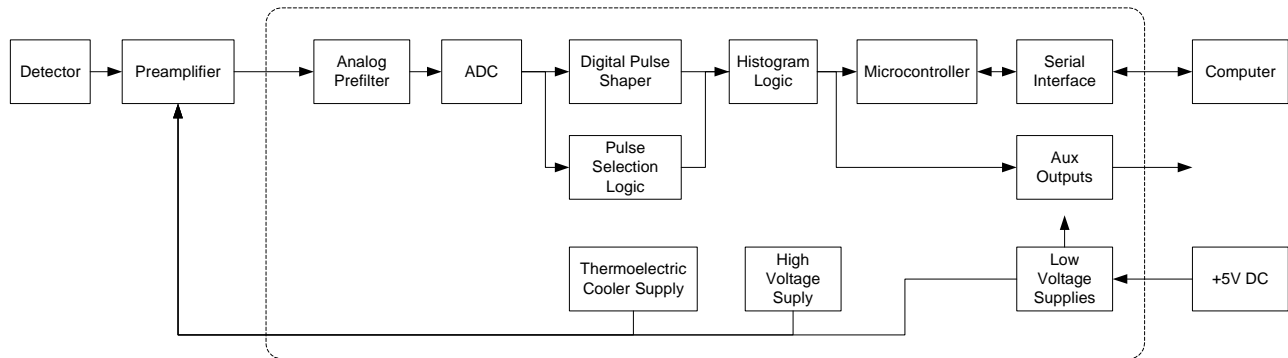 Detector
Preamplifier
Analog
Prefilter
ADC
Digital Pulse
Shaper
Histogram
Logic
Microcontroller
Serial
Interface
Computer
Pulse
Selection
Logic
Aux
Outputs
Thermoelectric
Cooler Supply
High
Voltage
Suply
Low
Voltage
Supplies
+5V DC